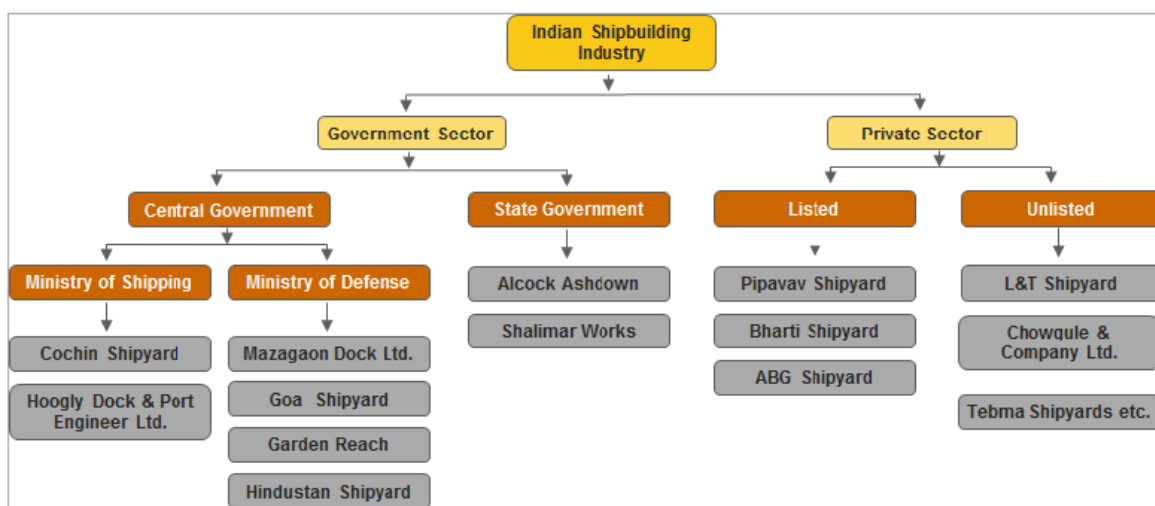 Indian Shipbuilding
Industry
Government Sector
Private Sector
Central Government
State Government
Listed
Unlisted
Ministry of Shipping
Ministry of Defense
Alcock Ashdown
Pipavav Shipyard
L&T Shipyard
Shalimar Works
Bharti Shipyard
Chowgule &
Company Ltd.
Cochin Shipyard
Mazagaon Dock Ltd.
ABG Shipyard
Hoogly Dock & Port
Engineer Ltd.
Goa Shipyard
Tebma Shipyards etc.
Garden Reach
Hindustan Shipyard